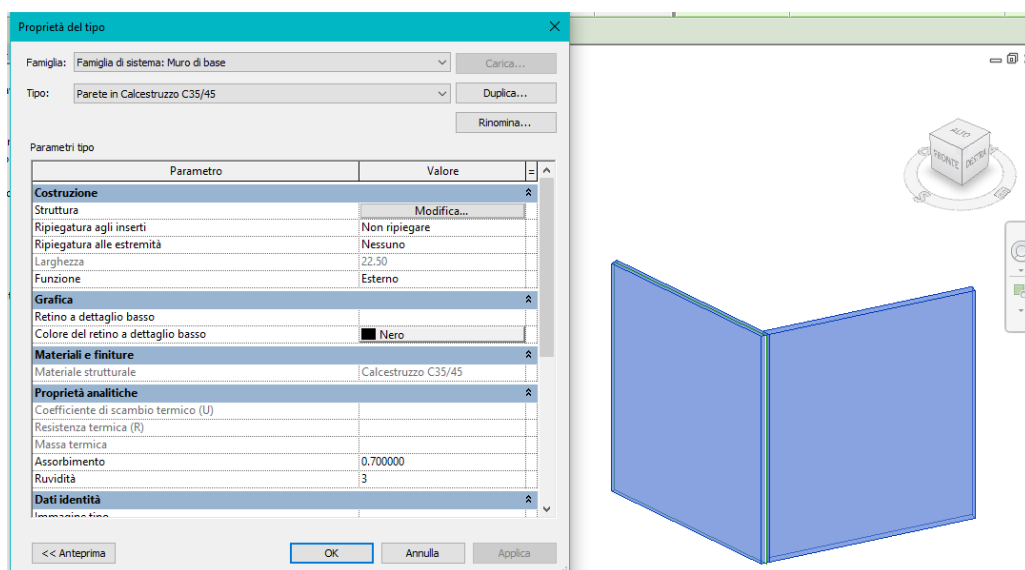 Proprietà del tipo
Famiglia: Famiglia di sistema: Muro di base Carica...
Tipo: Parete in Calcestruzzo C35/45 Duplica...
Rinomina...
Parametri tipo
Parametro Valore =
Costruzione
Struttura Modifica...
Ripiegatura agli inserti Non ripiegare
Ripiegatura alle estremità Nessuno
Larghezza 22.50
Funzione Esterno
Grafica
Retino a dettaglio basso
Colore del retino a dettaglio basso Nero
Materiali e finiture
Materiale strutturale Calcestruzzo C35/45
Proprietà analitiche
Coefficiente di scambio termico (U)
Resistenza termica (R)
Massa termica
Assorbimento 0.700000
Ruvidità 3
Dati identità
Immagine tipo
<< Anteprima OK Annulla Applica
ALTO
FRONTE DESTRA